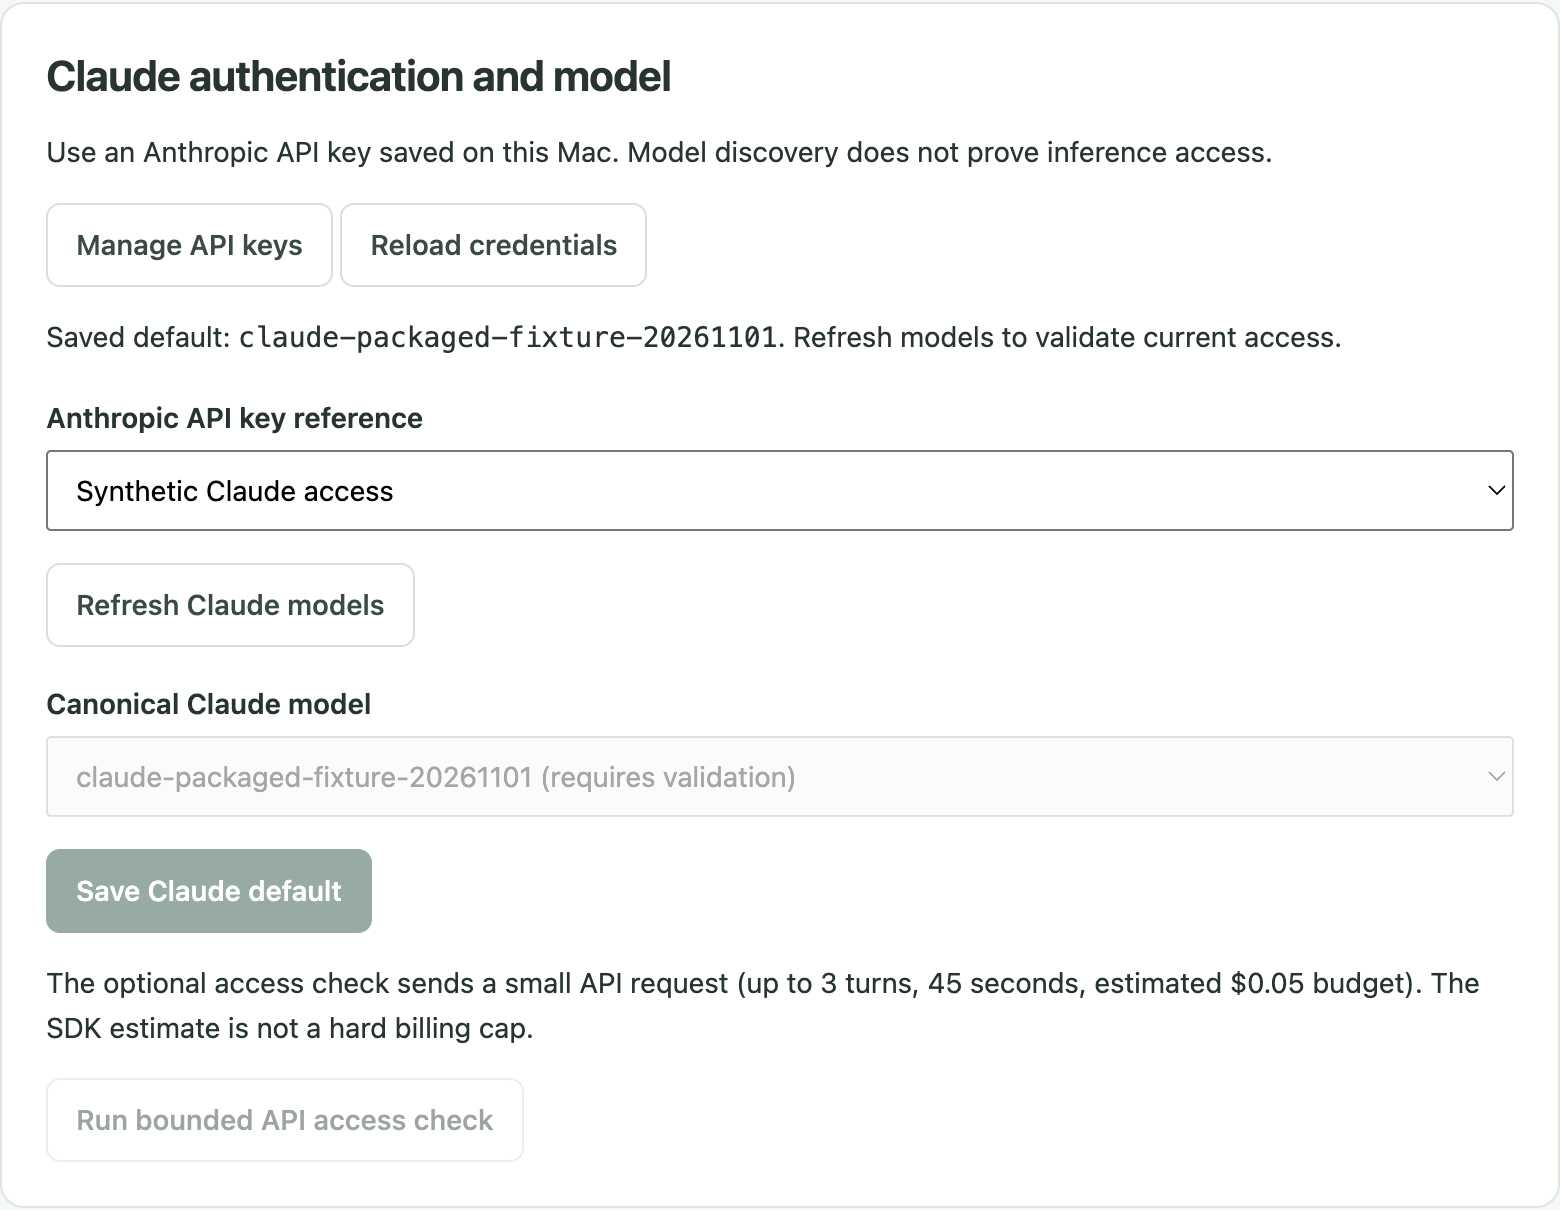 Claude authentication and model
Use an Anthropic API key saved on this Mac. Model discovery does not prove inference access.
Manage API keys
Reload credentials
Saved default: claude-packaged-fixture-20261101. Refresh models to validate current access.
Anthropic API key reference
Synthetic Claude access
Refresh Claude models
Canonical Claude model
claude-packaged-fixture-20261101 (requires validation)
Save Claude default
The optional access check sends a small API request (up to 3 turns, 45 seconds, estimated $0.05 budget). The
SDK estimate is not a hard billing cap.
Run bounded API access check